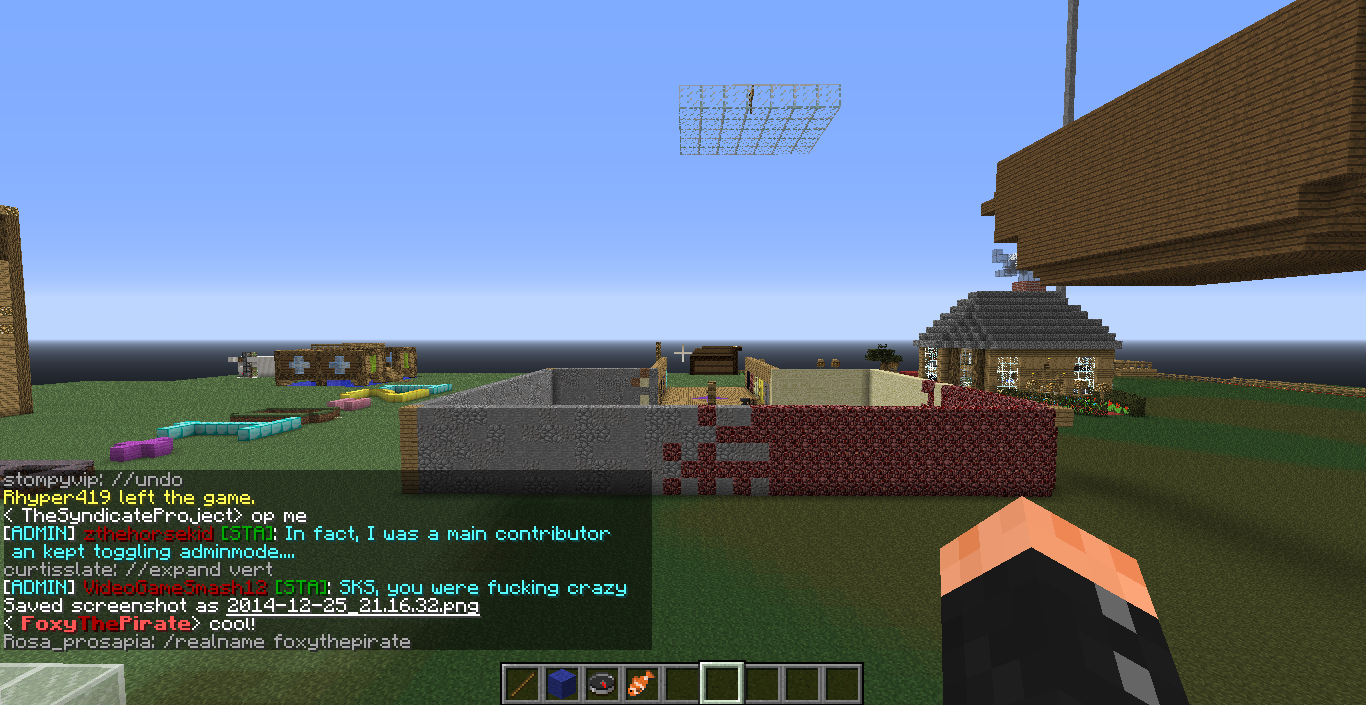 stompyvip: //undo
Rhyper419 left the game.
< TheSyndicateProject> op me
[ADMIN] zthehorsekid [STA]: In fact, I was a main contributor
an kept toggling adminmode....
curtisslate: //expand vert
[ADMIN] VideoGameSmash12 [STA]: SKS, you were fucking crazy
Saved screenshot as 2014-12-25_21.16.32.png
< FoxyThePirate> cool!
Rosa_prosapia: /realname foxythepirate